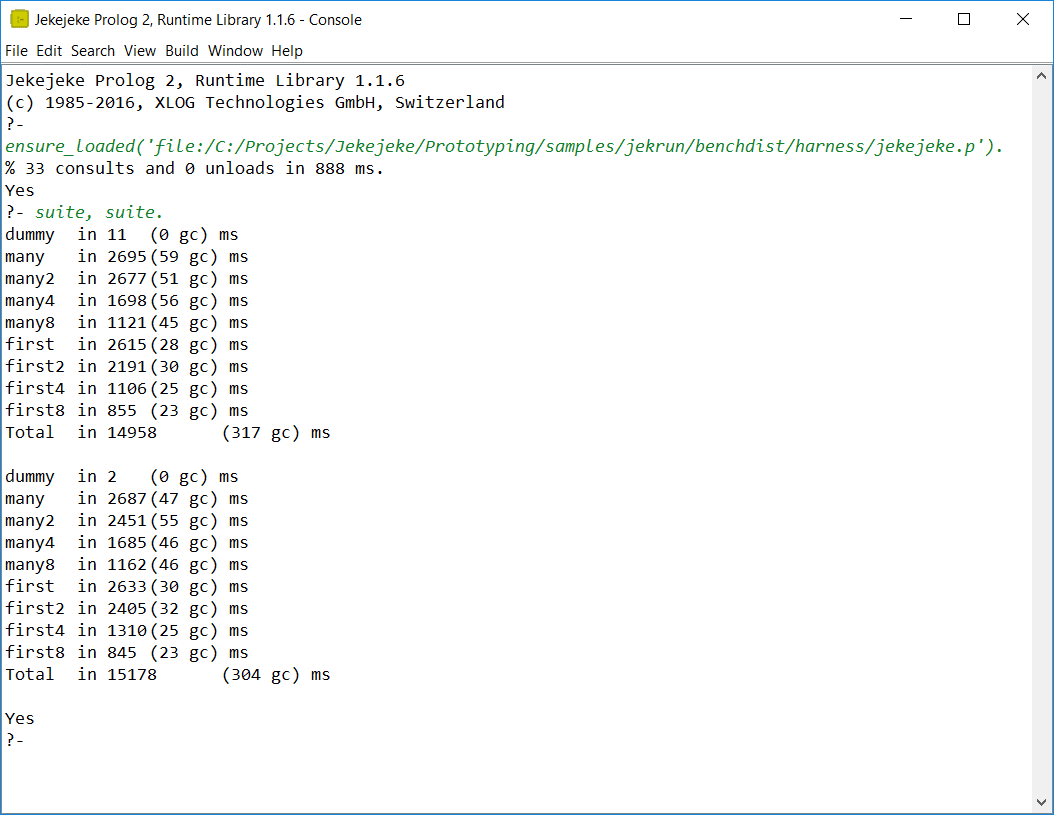 Jekejeke Prolog 2, Runtime Library 1.1.6 - Console
File Edit Search View Build Window Help
Jekejeke Prolog 2, Runtime Library 1.1.6
(c) 1985-2016, XLOG Technologies GmbH, Switzerland
?-
ensure_loaded('file:/C:/Projects/Jekejeke/Prototyping/samples/jekrun/benchdist/harness/jekejeke.p').
% 33 consults and 0 unloads in 888 ms.
Yes
?- suite, suite.
dummy in 11 (0 gc) ms
many in 2695 (59 gc) ms
many2 in 2677 (51 gc) ms
many4 in 1698 (56 gc) ms
many8 in 1121 (45 gc) ms
first in 2615 (28 gc) ms
first2 in 2191 (30 gc) ms
first4 in 1106 (25 gc) ms
first8 in 855 (23 gc) ms
Total in 14958 (317 gc) ms
dummy in 2 (0 gc) ms
many in 2687 (47 gc) ms
many2 in 2451 (55 gc) ms
many4 in 1685 (46 gc) ms
many8 in 1162 (46 gc) ms
first in 2633 (30 gc) ms
first2 in 2405 (32 gc) ms
first4 in 1310 (25 gc) ms
first8 in 845 (23 gc) ms
Total in 15178 (304 gc) ms
Yes
?-